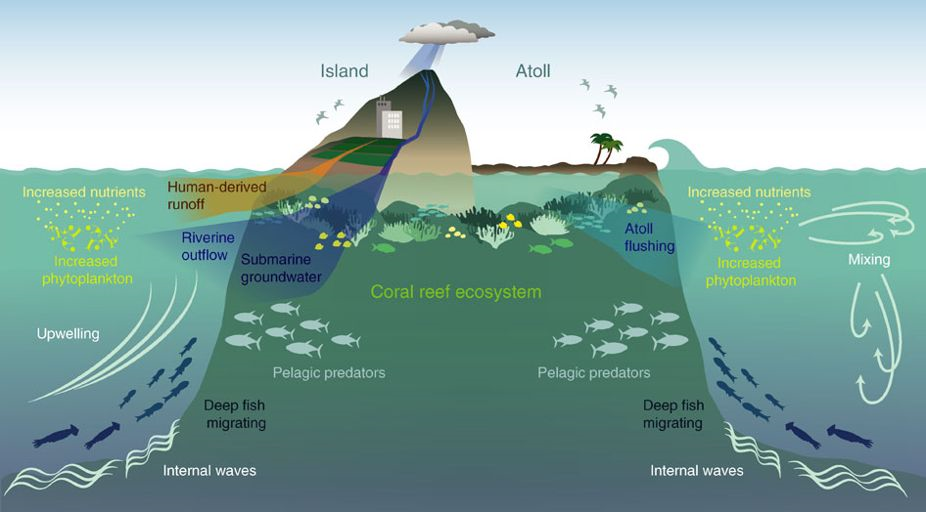 Island
Atoll
Increased nutrients
Human-derived
runoff
Increased nutrients
Riverine
outflow
Submarine
groundwater
Atoll
flushing
Increased
phytoplankton
Increased
phytoplankton
Mixing
Coral reef ecosystem
Upwelling
Pelagic predators
Pelagic predators
Deep fish
migrating
Deep fish
migrating
Internal waves
Internal waves